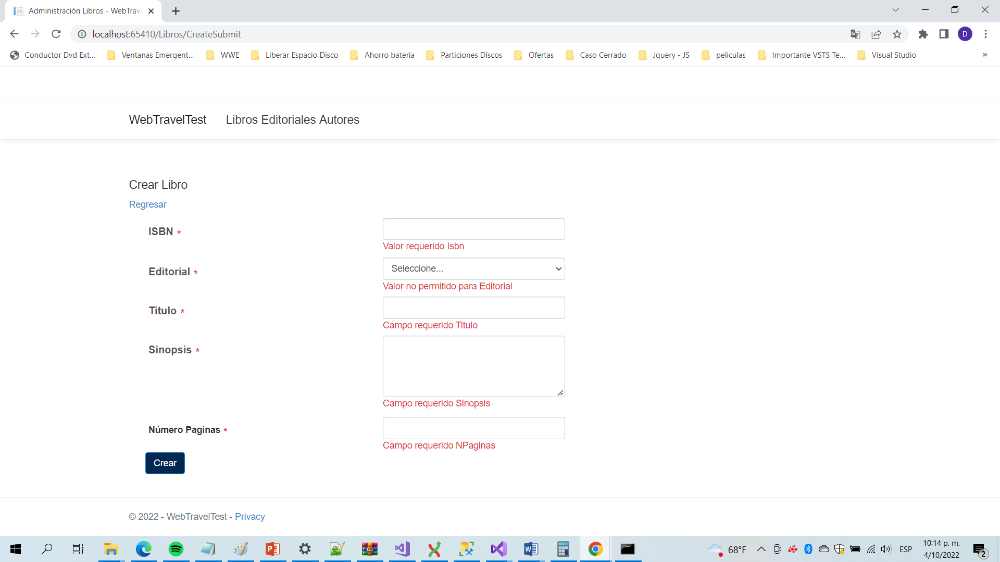 Administración Libros - WebTrave
localhost:65410/Libros/CreateSubmit
D
Conductor Dvd Ext... Ventanas Emergent... WWE Liberar Espacio Disco Ahorro bateria Particiones Discos Ofertas Caso Cerrado Jquery - JS peliculas Importante VSTS Te... Visual Studio »
WebTravelTest Libros Editoriales Autores
Crear Libro
Regresar
ISBN *
Valor requerido Isbn
Editorial * Seleccione...
Valor no permitido para Editorial
Titulo *
Campo requerido Titulo
Sinopsis *
Campo requerido Sinopsis
Número Paginas *
Campo requerido NPaginas
Crear
© 2022 - WebTravelTest - Privacy
68°F ESP 10:14 p. m.
4/10/2022
2